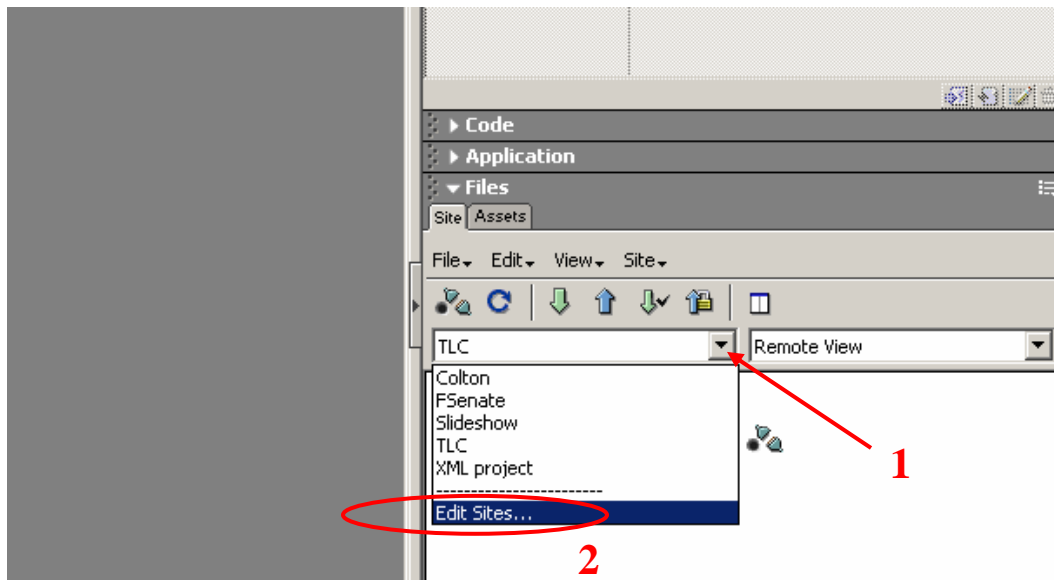 Code
Application
Files
Site Assets
File Edit View Site
TLC Remote View
Colton
FSenate
Slideshow
TLC
XML project
------------------------
Edit Sites...
1
2